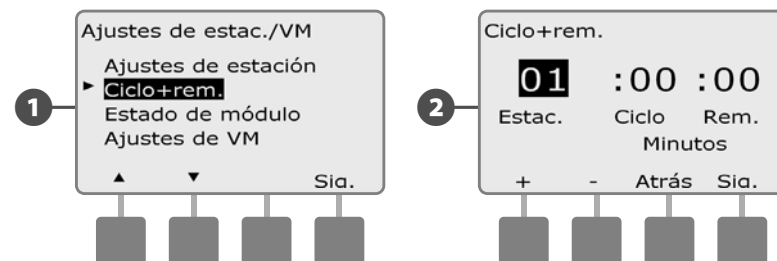 Ajustes de estac./VM
Ajustes de estación
Ciclo+rem.
Estado de módulo
Ajustes de VM
Sig.
1
Ciclo+rem.
01 :00 :00
Estac. Ciclo Rem.
Minutos
+ - Atrás Sig.
2